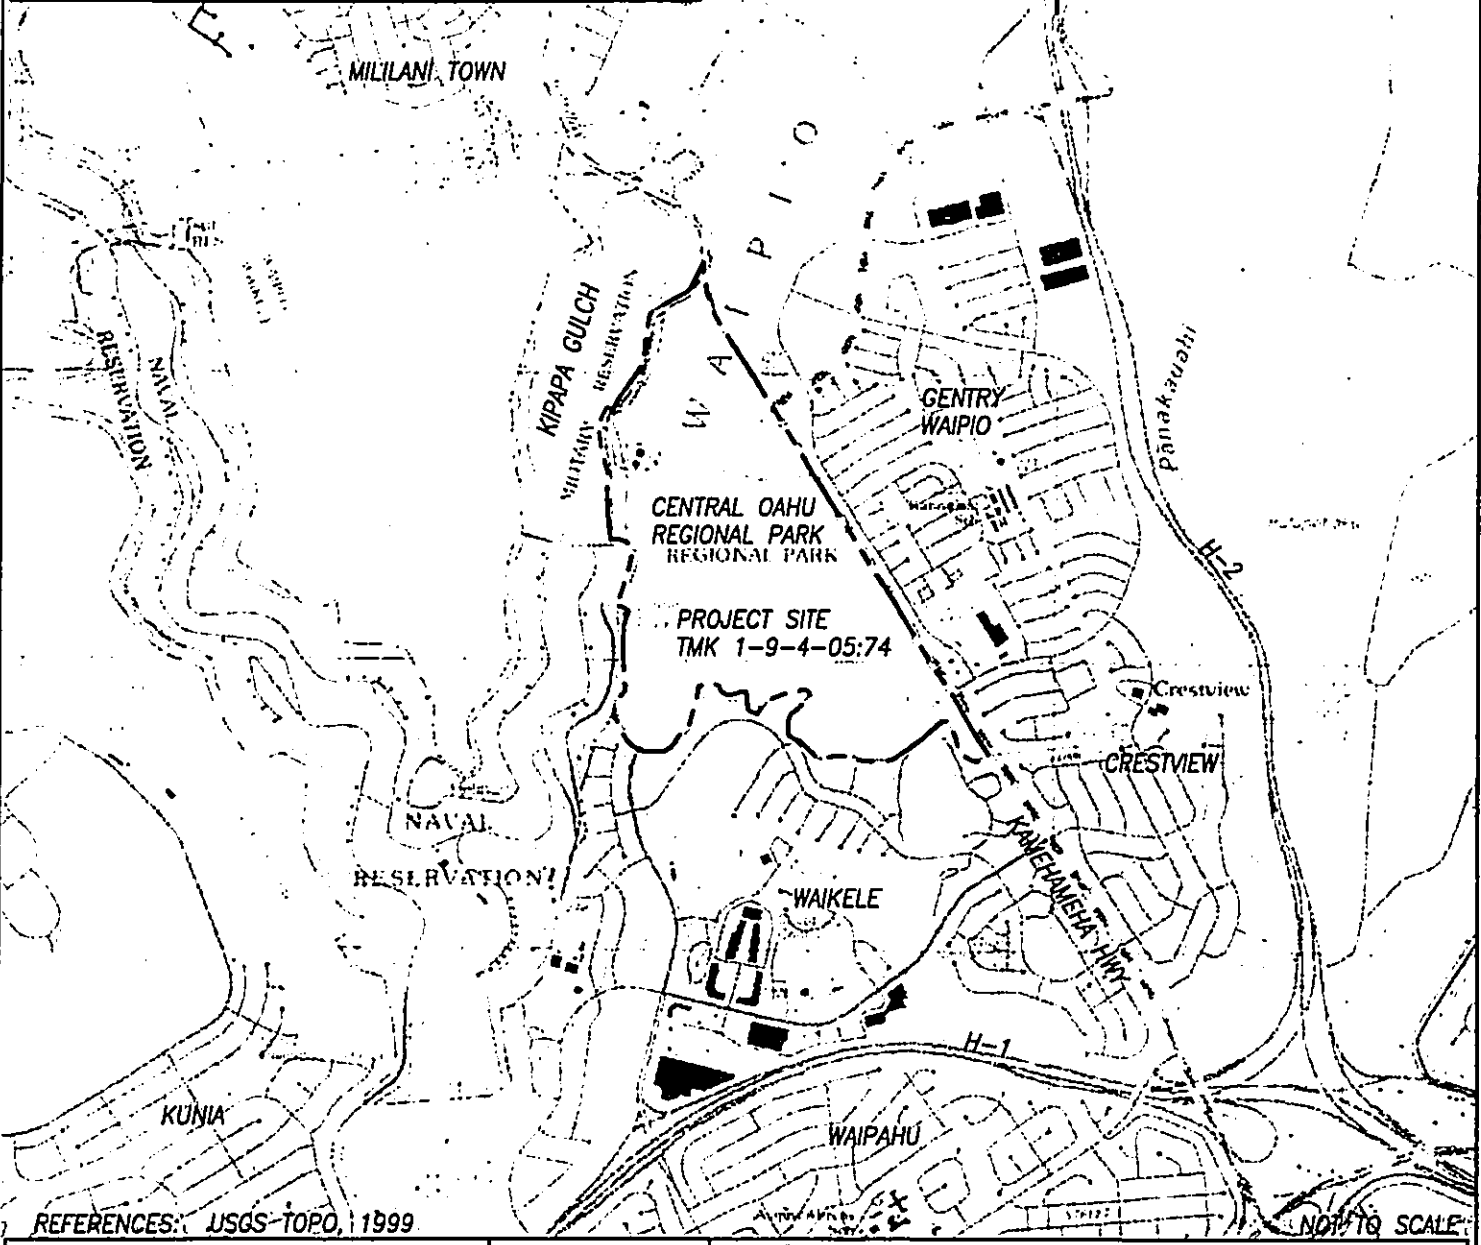 MILILANI TOWN
WAIPIO
KIPAPA GULCH
MILITARY RESERVATION
NAVAL
RESERVATION
GENTRY
WAIPIO
Pānakauahi
CENTRAL OAHU
REGIONAL PARK
REGIONAL PARK
H-2
PROJECT SITE
TMK 1-9-4-05:74
Crestview
CRESTVIEW
NAVAL
RESERVATION
KAMEHAMEHA HWY
WAIKELE
H-1
KUNIA
WAIPAHU
REFERENCES: USGS TOPO, 1999
NOT TO SCALE